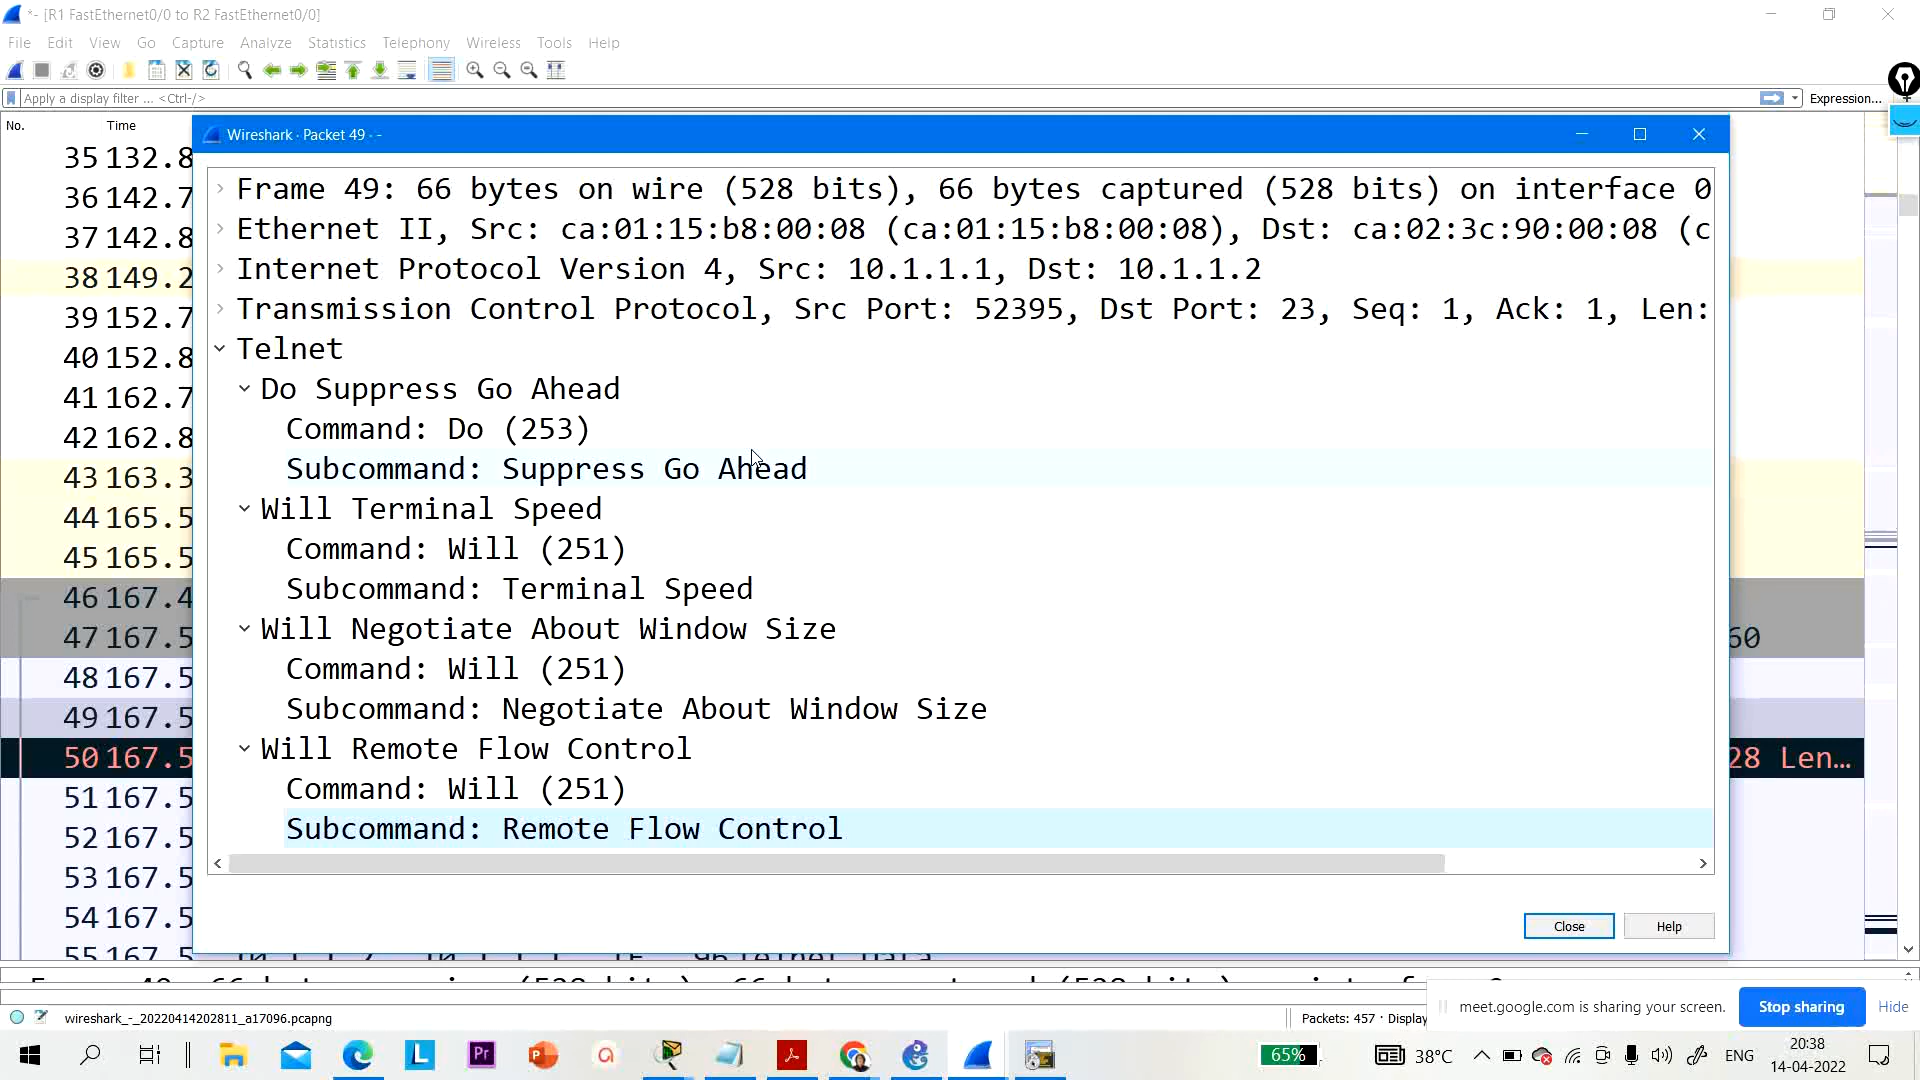 *- [R1 FastEthernet0/0 to R2 FastEthernet0/0]
File Edit View Go Capture Analyze Statistics Telephony Wireless Tools Help
Apply a display filter ... <Ctrl-/>
Expression...
No. Time
Wireshark · Packet 49 · -
35 132.8
36 142.7
37 142.8
38 149.2
39 152.7
40 152.8
41 162.7
42 162.8
43 163.3
44 165.5
45 165.5
46 167.4
47 167.5
60
48 167.5
49 167.5
50 167.5
28 Len...
51 167.5
52 167.5
53 167.5
54 167.5
55 167.5
Frame 49: 66 bytes on wire (528 bits), 66 bytes captured (528 bits) on interface 0
Ethernet II, Src: ca:01:15:b8:00:08 (ca:01:15:b8:00:08), Dst: ca:02:3c:90:00:08 (c
Internet Protocol Version 4, Src: 10.1.1.1, Dst: 10.1.1.2
Transmission Control Protocol, Src Port: 52395, Dst Port: 23, Seq: 1, Ack: 1, Len:
Telnet
Do Suppress Go Ahead
Command: Do (253)
Subcommand: Suppress Go Ahead
Will Terminal Speed
Command: Will (251)
Subcommand: Terminal Speed
Will Negotiate About Window Size
Command: Will (251)
Subcommand: Negotiate About Window Size
Will Remote Flow Control
Command: Will (251)
Subcommand: Remote Flow Control
Close
Help
meet.google.com is sharing your screen.
Stop sharing
Hide
wireshark_-_20220414202811_a17096.pcapng
Packets: 457 · Display
65%
38°C
ENG
20:38
14-04-2022